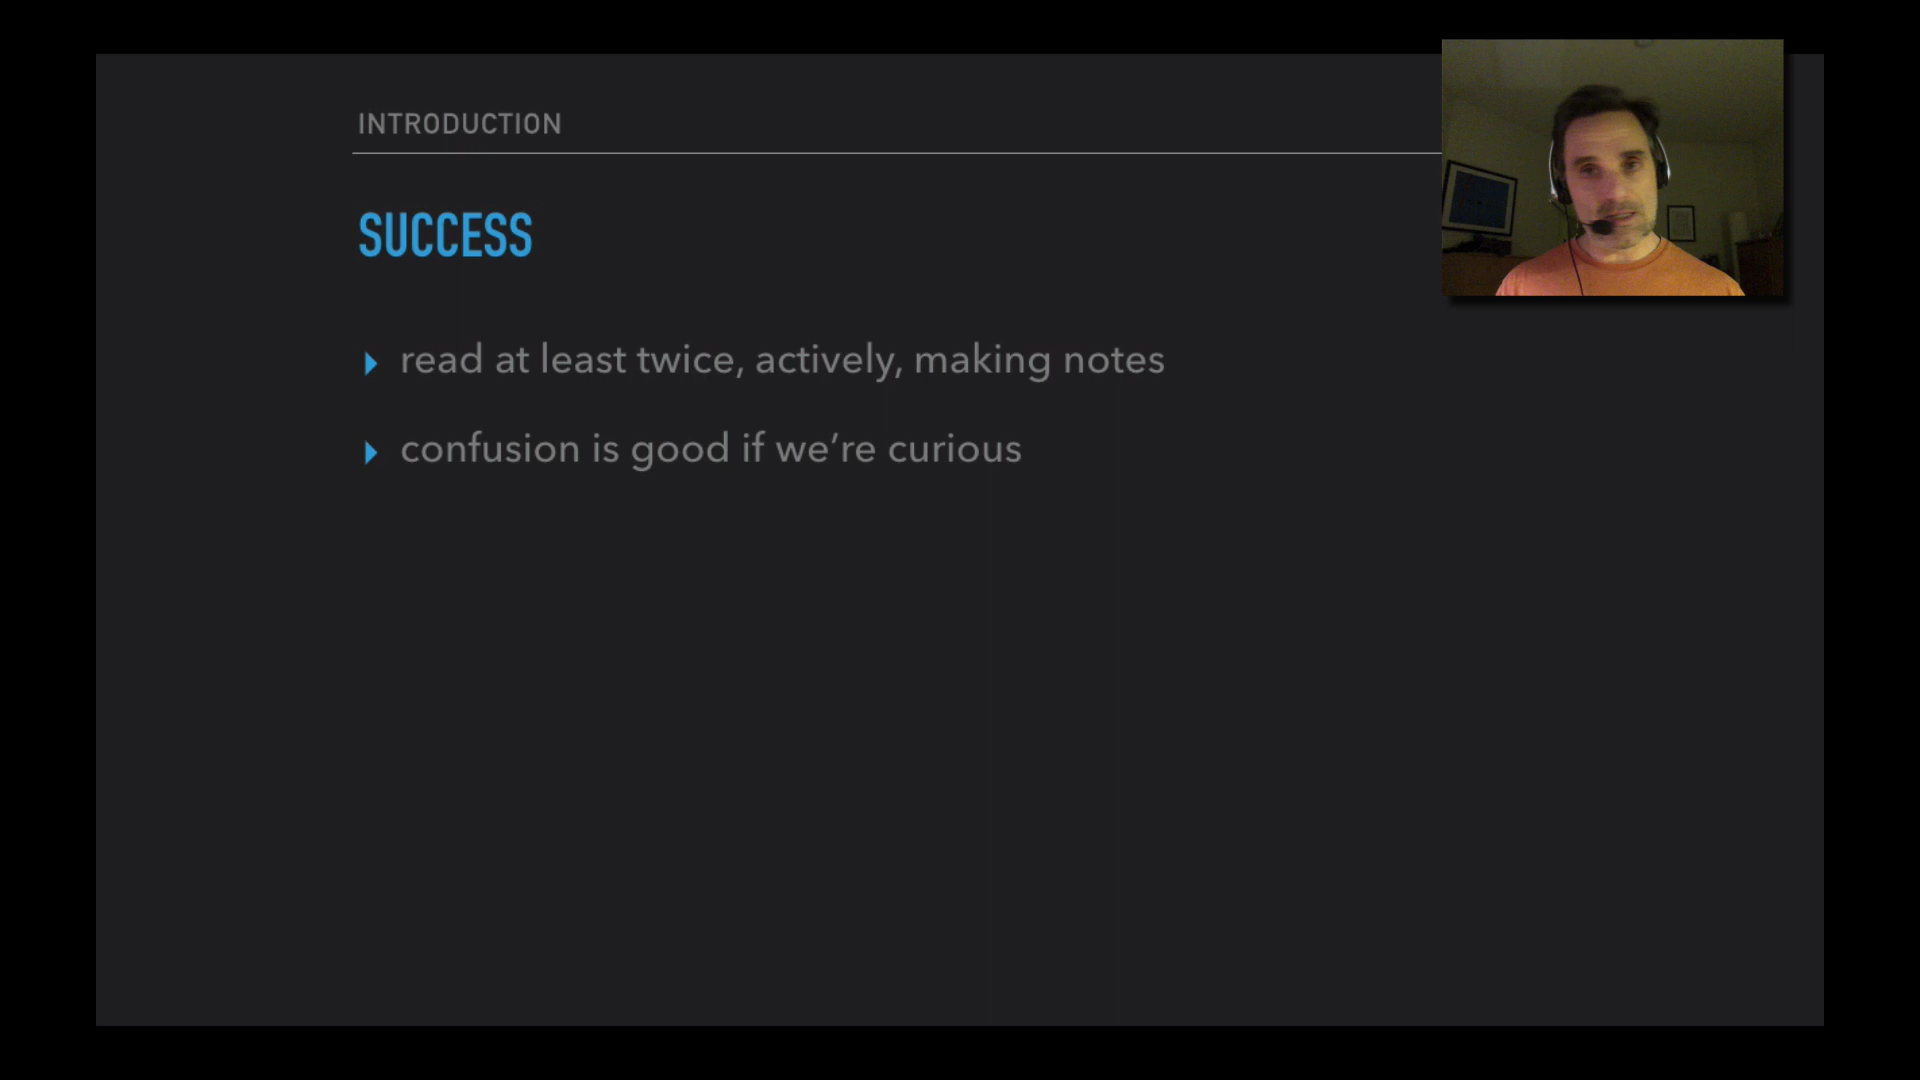 INTRODUCTION
SUCCESS
read at least twice, actively, making notes
confusion is good if we’re curious